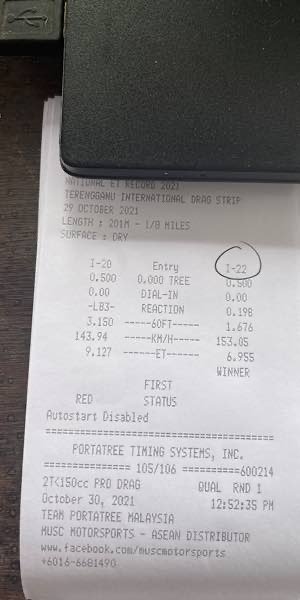 NATIONAL ET RECORD 2021
TERENGGANU INTERNATIONAL DRAG STRIP
29 OCTOBER 2021
LENGTH : 201M - 1/8 MILES
SURFACE : DRY
I-20 Entry I-22
0.500 0.000 TREE 0.500
0.00 DIAL-IN 0.00
-LB3- REACTION 0.198
3.150 -----60FT----- 1.676
143.94 -----KM/H----- 153.05
9.127 ------ET------ 6.955
WINNER
FIRST
RED STATUS
Autostart Disabled
=====================================
PORTATREE TIMING SYSTEMS, INC.
=============== 105/106 ==========600214
2TK150cc PRO DRAG QUAL RND 1
October 30, 2021 12:52:35 PM
TEAM PORTATREE MALAYSIA
MUSC MOTORSPORTS - ASEAN DISTRIBUTOR
www.facebook.com/muscmotorsports
+6016-6681490